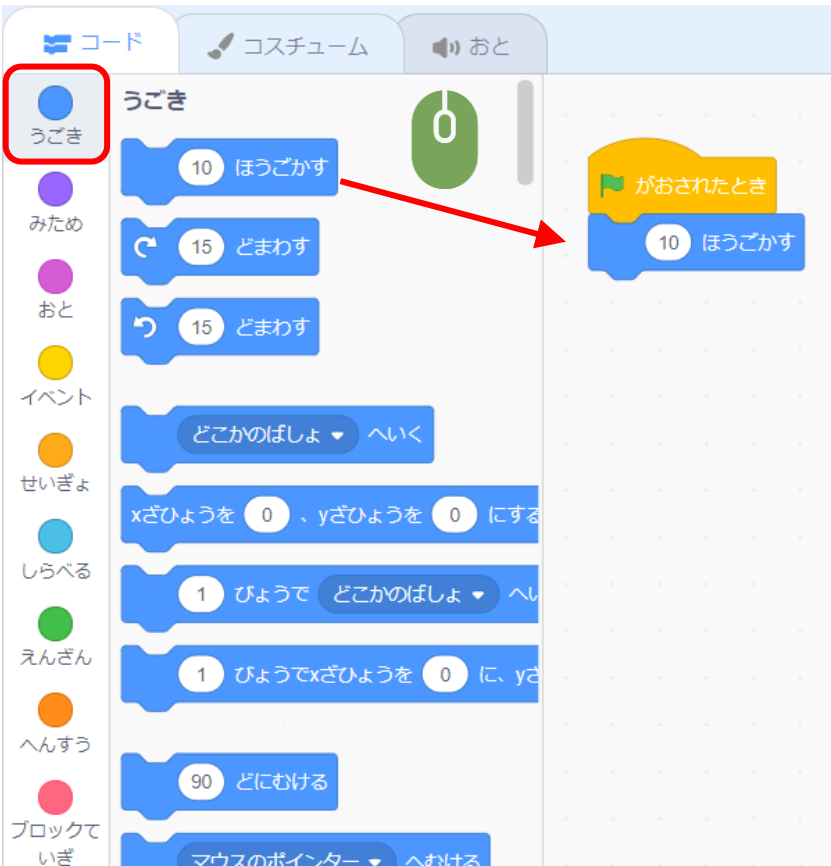 コード
コスチューム
おと
うごき
みため
おと
イベント
せいぎょ
しらべる
えんざん
へんすう
ブロックて
いぎ
うごき
10 ほうごかす
15 どまわす
15 どまわす
どこかのばしょ へいく
xざひょうを 0 、yざひょうを 0 にする
1 びょうで どこかのばしょ へい
1 びょうでxざひょうを 0 に、yざ
90 どにむける
マウスのポインター へむける
がおされたとき
10 ほうごかす